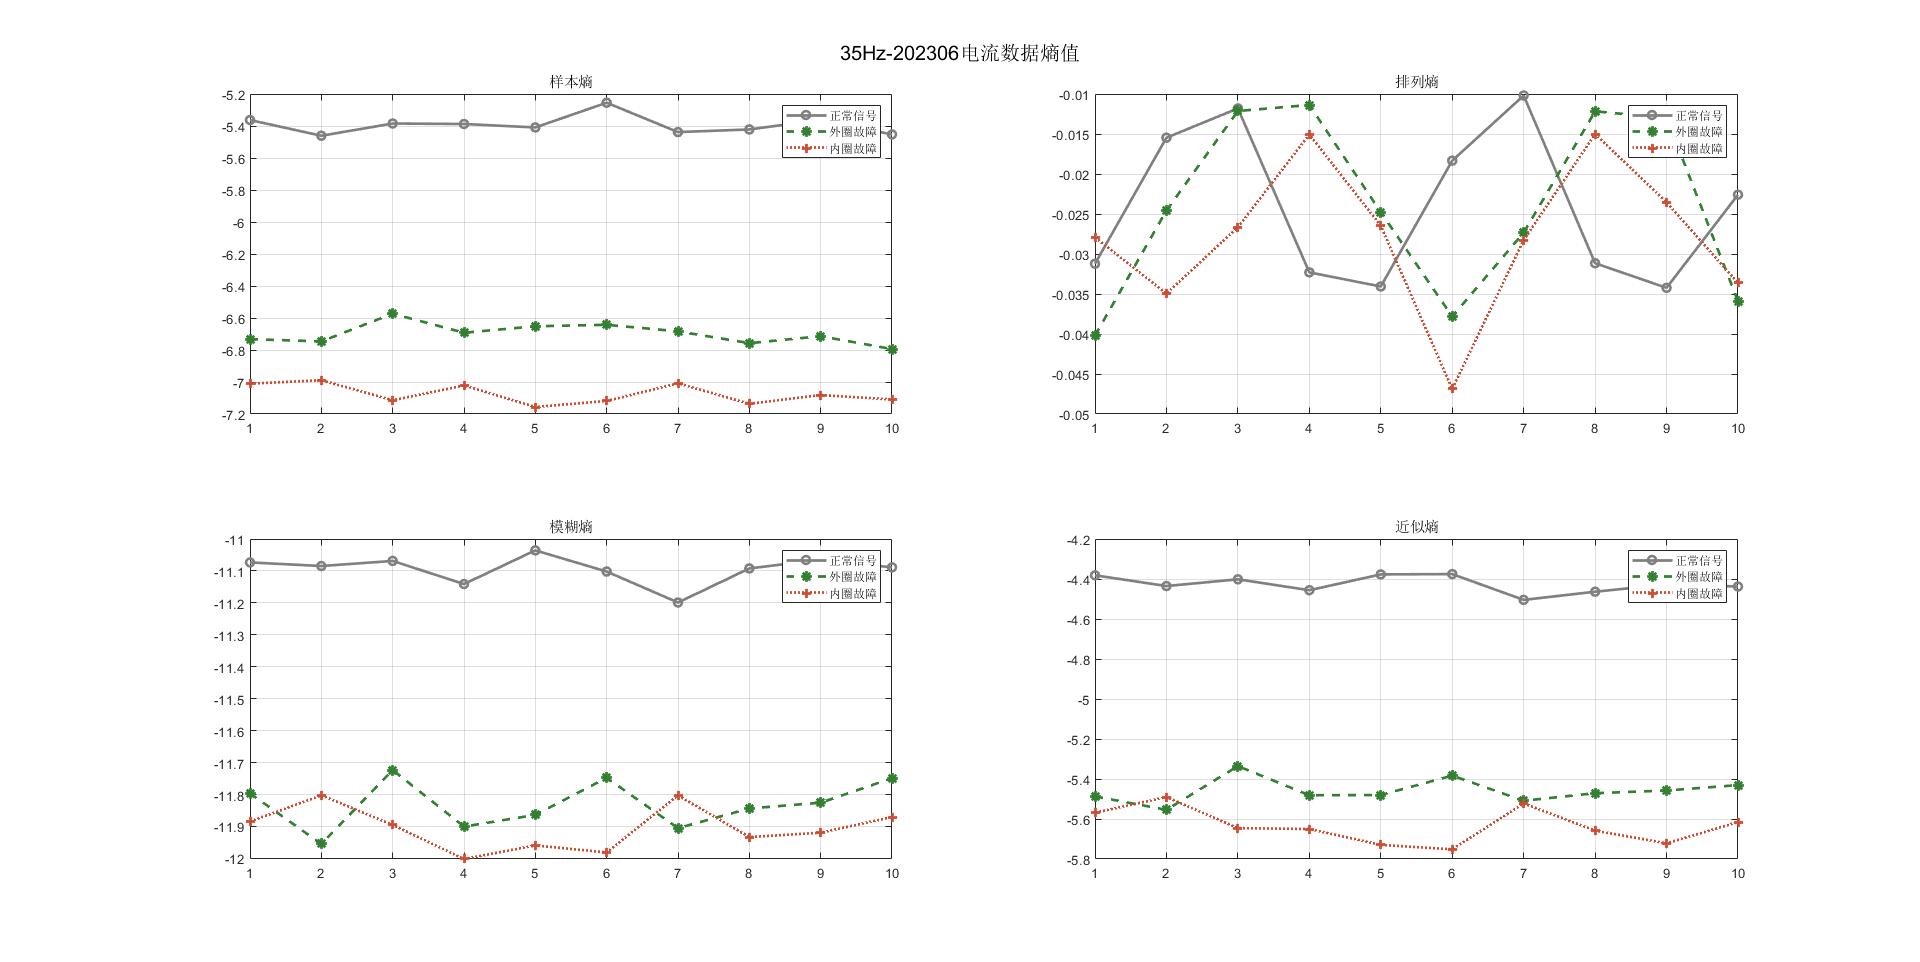 35Hz-202306电流数据熵值
样本熵
-5.2
-5.4
-5.6
-5.8
-6
-6.2
-6.4
-6.6
-6.8
-7
-7.2
1 2 3 4 5 6 7 8 9 10
正常信号
外圈故障
内圈故障
排列熵
-0.01
-0.015
-0.02
-0.025
-0.03
-0.035
-0.04
-0.045
-0.05
1 2 3 4 5 6 7 8 9 10
正常信号
外圈故障
内圈故障
模糊熵
-11
-11.1
-11.2
-11.3
-11.4
-11.5
-11.6
-11.7
-11.8
-11.9
-12
1 2 3 4 5 6 7 8 9 10
正常信号
外圈故障
内圈故障
近似熵
-4.2
-4.4
-4.6
-4.8
-5
-5.2
-5.4
-5.6
-5.8
1 2 3 4 5 6 7 8 9 10
正常信号
外圈故障
内圈故障